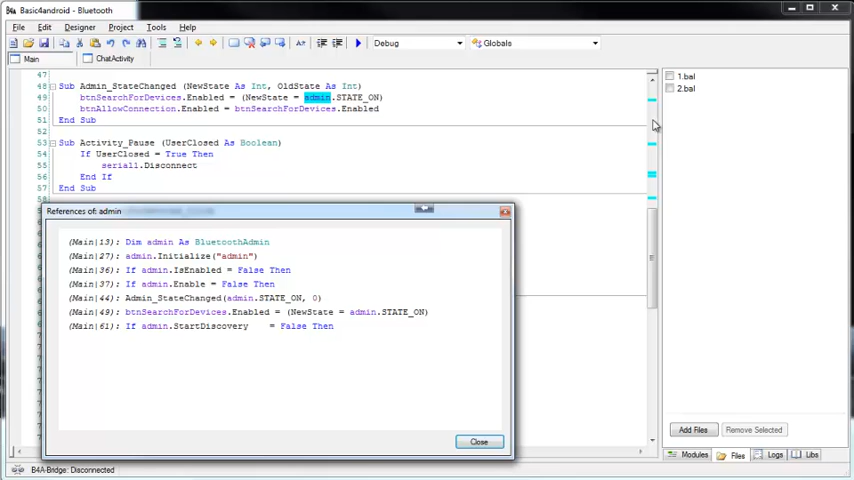 Basic4android - Bluetooth
File Edit Designer Project Tools Help
Debug Globals
Main ChatActivity
47
48 Sub Admin_StateChanged (NewState As Int, OldState As Int)
49 btnSearchForDevices.Enabled = (NewState = admin.STATE_ON)
50 btnAllowConnection.Enabled = btnSearchForDevices.Enabled
51 End Sub
52
53 Sub Activity_Pause (UserClosed As Boolean)
54 If UserClosed = True Then
55 serial1.Disconnect
56 End If
57 End Sub
1.bal
2.bal
References of: admin
(Main|13): Dim admin As BluetoothAdmin
(Main|27): admin.Initialize("admin")
(Main|36): If admin.IsEnabled = False Then
(Main|37): If admin.Enable = False Then
(Main|44): Admin_StateChanged(admin.STATE_ON, 0)
(Main|49): btnSearchForDevices.Enabled = (NewState = admin.STATE_ON)
(Main|61): If admin.StartDiscovery = False Then
Close
Add Files Remove Selected
Modules Files Logs Libs
B4A-Bridge: Disconnected